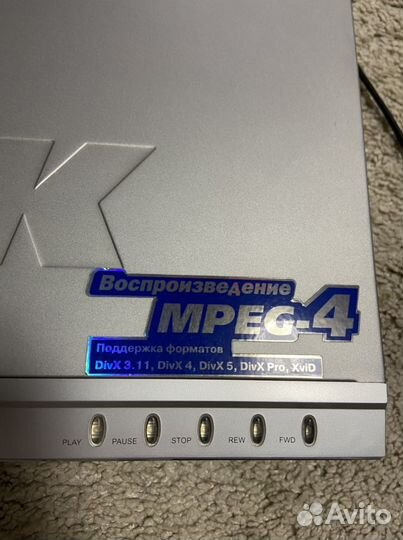 K
Воспроизведение
MPEG-4
Поддержка форматов
DivX 3.11, DivX 4, DivX 5, DivX Pro, XviD
PLAY PAUSE STOP REW FWD
Avito